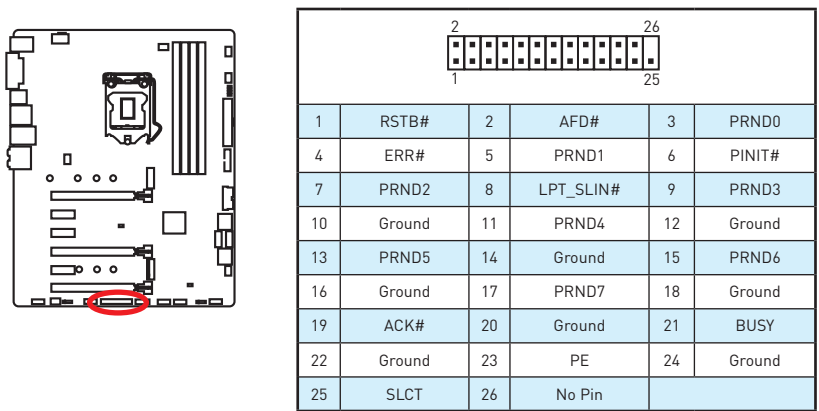 2 26
1 25
1 RSTB# 2 AFD# 3 PRND0
4 ERR# 5 PRND1 6 PINIT#
7 PRND2 8 LPT_SLIN# 9 PRND3
10 Ground 11 PRND4 12 Ground
13 PRND5 14 Ground 15 PRND6
16 Ground 17 PRND7 18 Ground
19 ACK# 20 Ground 21 BUSY
22 Ground 23 PE 24 Ground
25 SLCT 26 No Pin